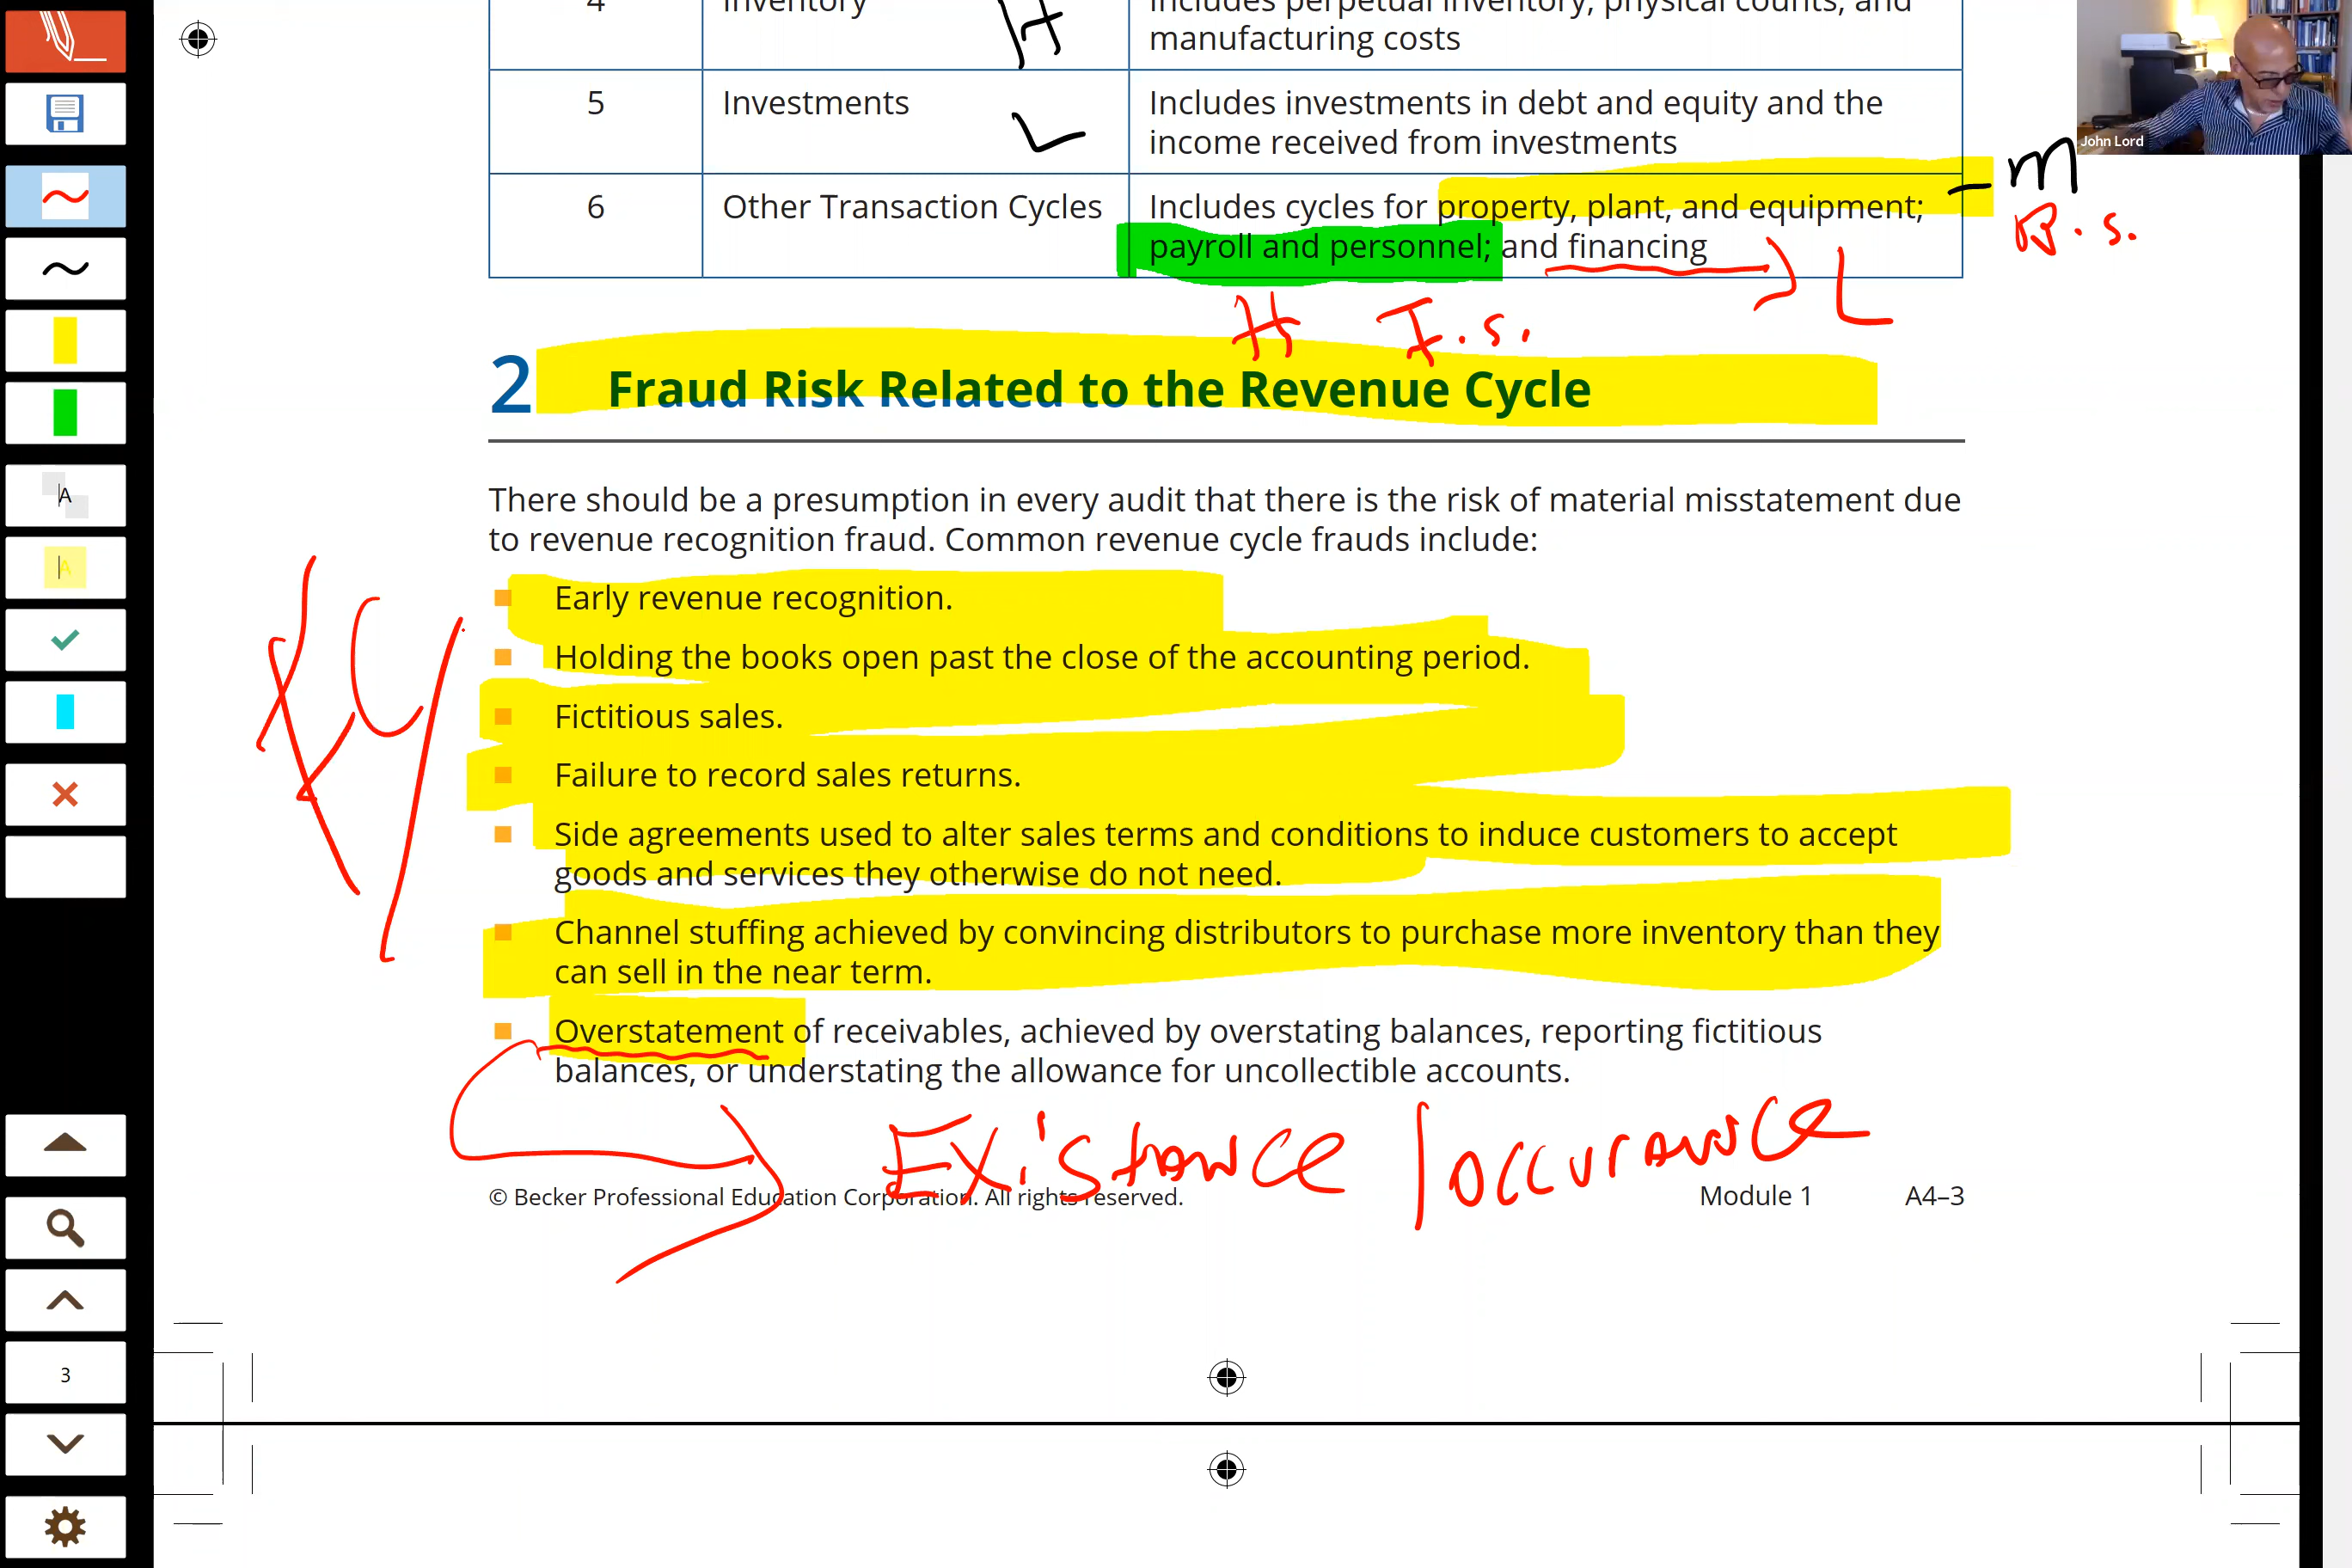 4 Inventory H Includes perpetual inventory, physical counts, and
manufacturing costs
5 Investments L Includes investments in debt and equity and the
income received from investments
John Lord
6 Other Transaction Cycles Includes cycles for property, plant, and equipment; – m
payroll and personnel; and financing L
H F.S.
2 Fraud Risk Related to the Revenue Cycle
There should be a presumption in every audit that there is the risk of material misstatement due
to revenue recognition fraud. Common revenue cycle frauds include:
Early revenue recognition.
Holding the books open past the close of the accounting period.
Fictitious sales.
Failure to record sales returns.
Side agreements used to alter sales terms and conditions to induce customers to accept
goods and services they otherwise do not need.
Channel stuffing achieved by convincing distributors to purchase more inventory than they
can sell in the near term.
Overstatement of receivables, achieved by overstating balances, reporting fictitious
balances, or understating the allowance for uncollectible accounts.
Existance / occurance
© Becker Professional Education Corporation. All rights reserved. Module 1 A4–3
3